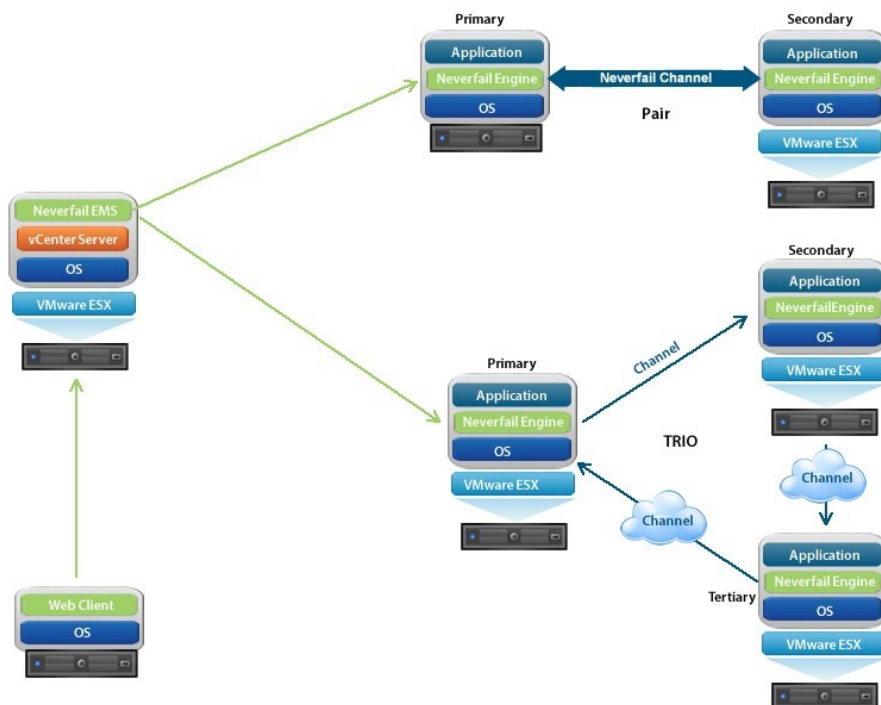 Primary
Application
Neverfail Engine
OS
Neverfail Channel
Pair
Secondary
Application
Neverfail Engine
OS
VMware ESX
Neverfail EMS
vCenter Server
OS
VMware ESX
Secondary
Application
NeverfailEngine
OS
VMware ESX
Channel
Primary
Application
Neverfail Engine
OS
VMware ESX
TRIO
Channel
Channel
Application
Neverfail Engine
OS
Tertiary
VMware ESX
Web Client
OS